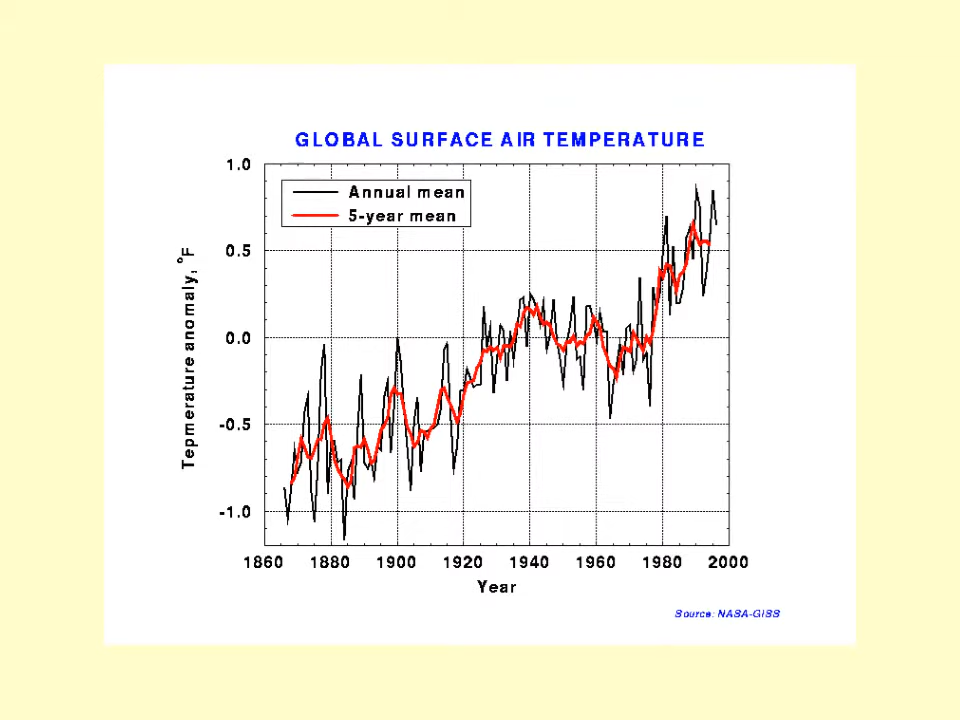 GLOBAL SURFACE AIR TEMPERATURE
1.0
Annual mean
5-year mean
0.5
0.0
-0.5
-1.0
Tepmerature anomaly, °F
1860 1880 1900 1920 1940 1960 1980 2000
Year
Source: NASA-GISS